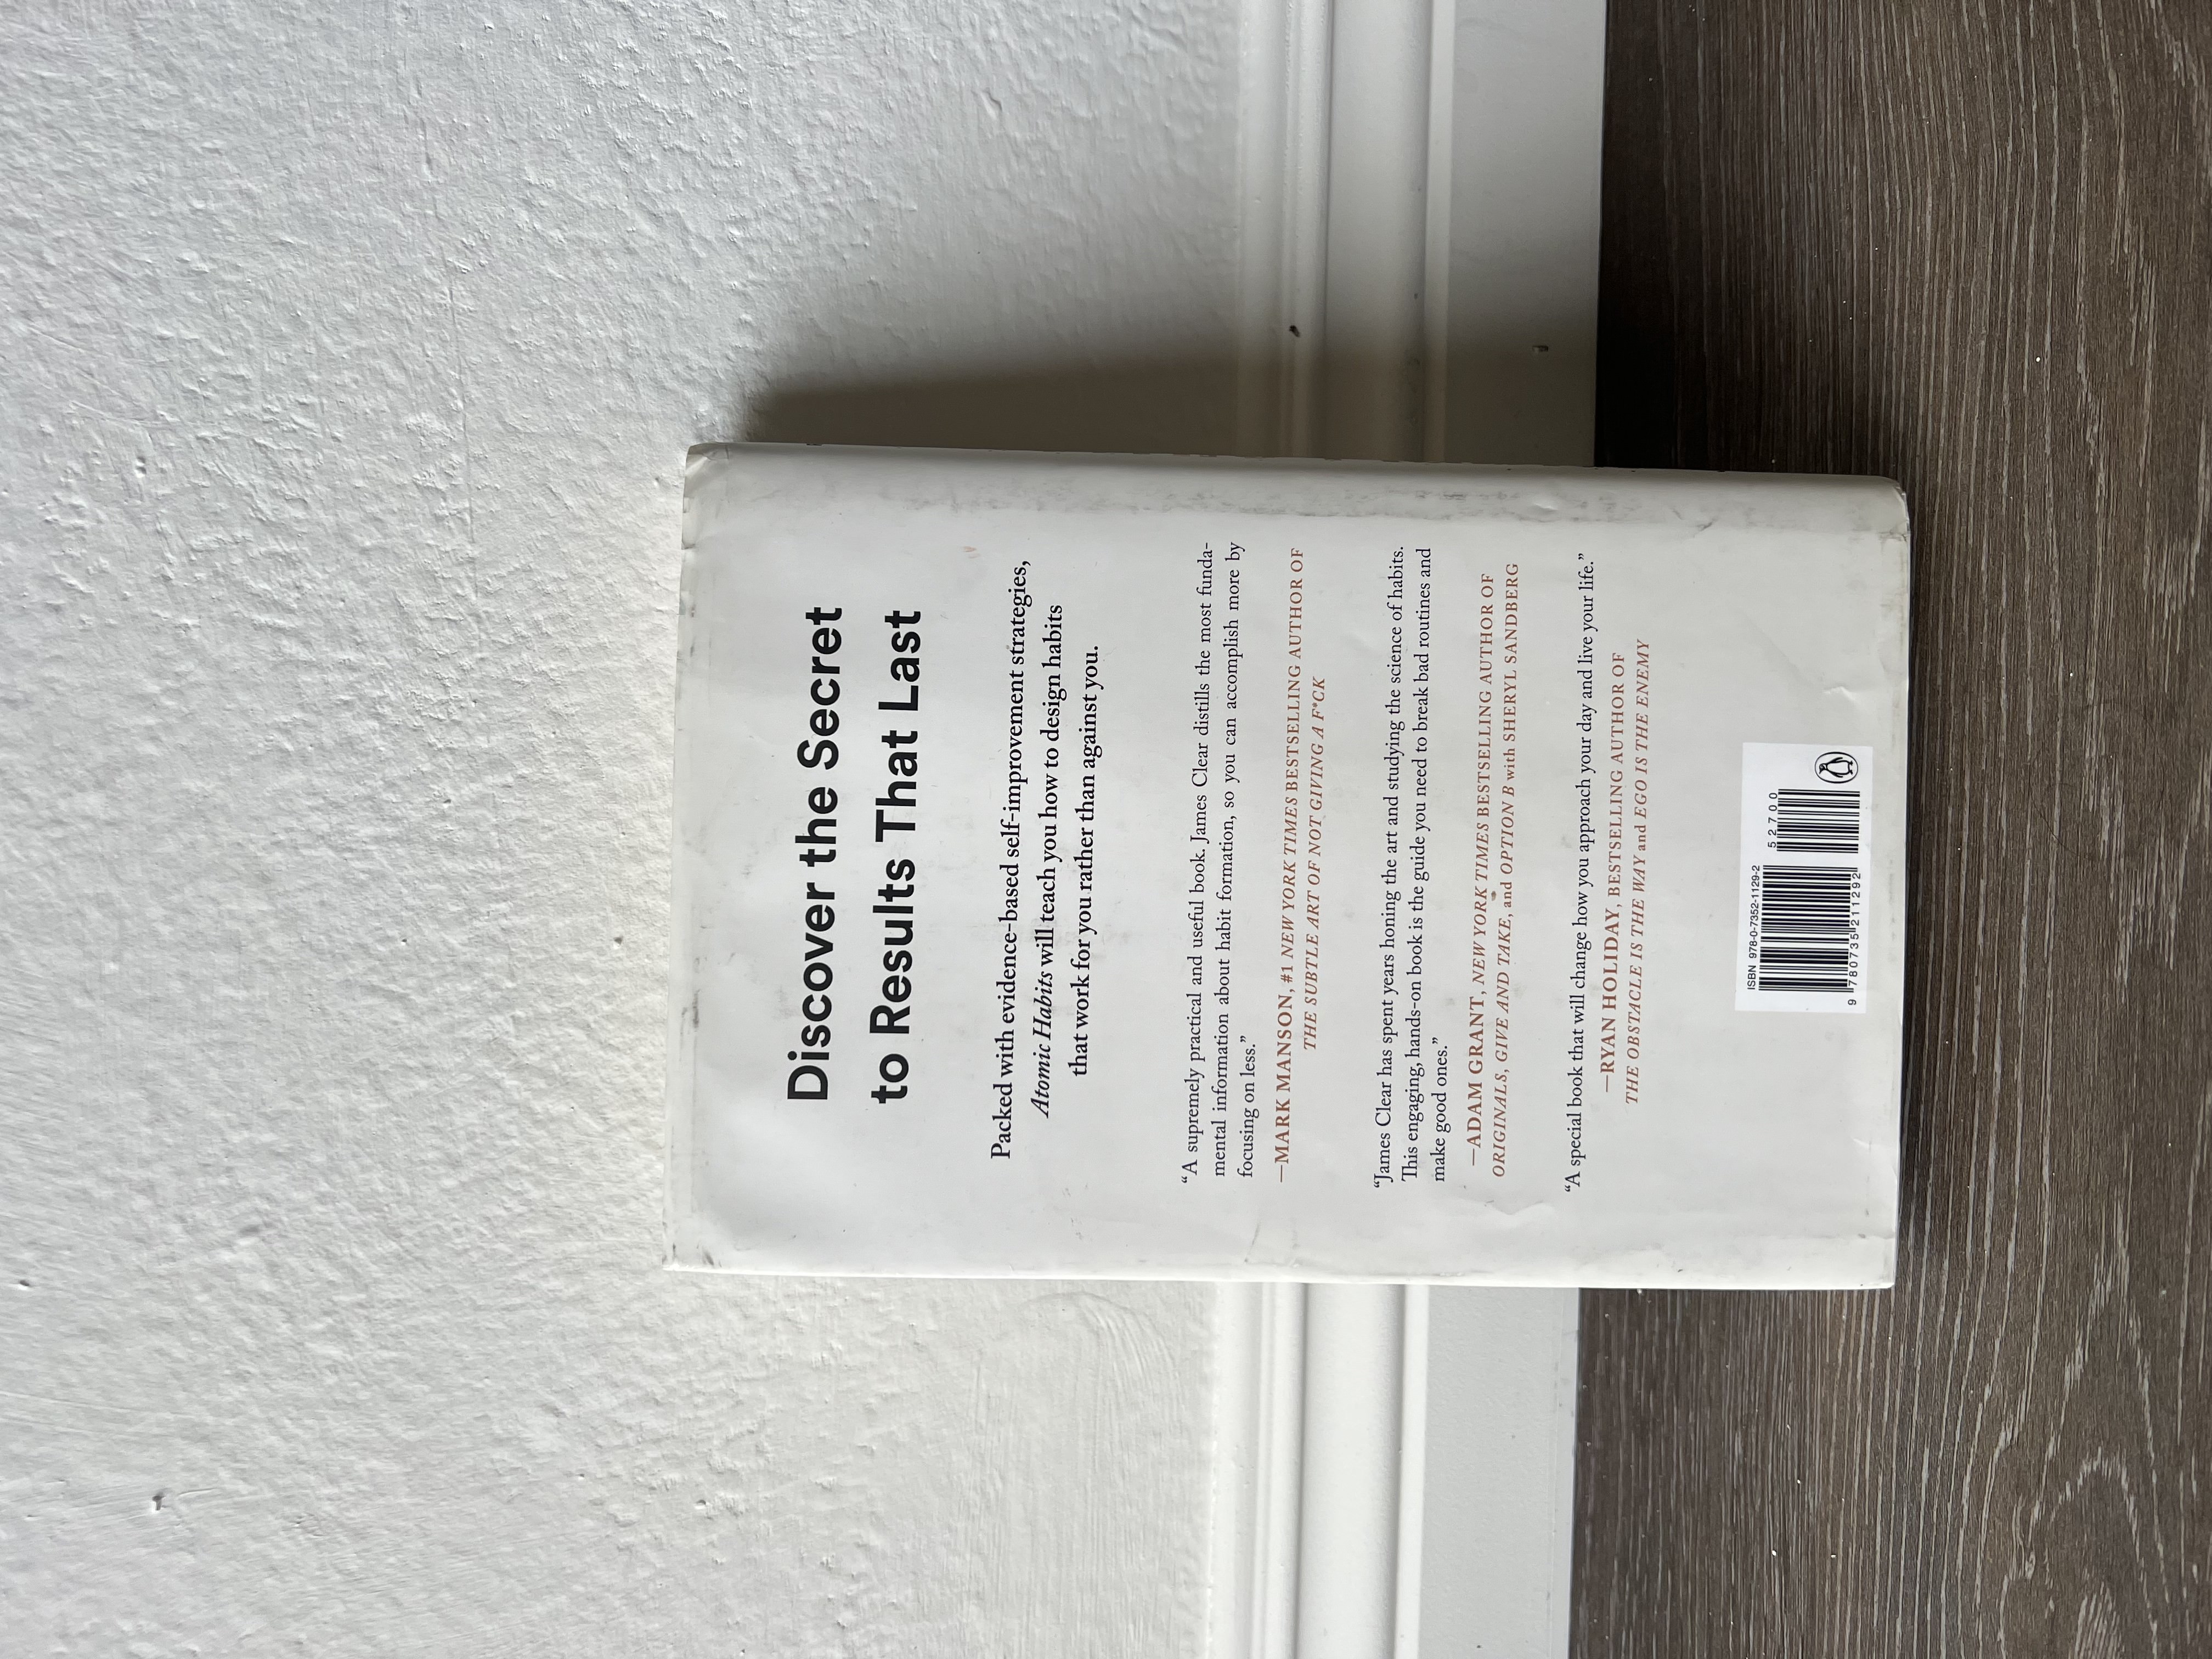 Discover the Secret
to Results That Last
Packed with evidence-based self-improvement strategies,
Atomic Habits will teach you how to design habits
that work for you rather than against you.
“A supremely practical and useful book. James Clear distills the most funda-
mental information about habit formation, so you can accomplish more by
focusing on less.”
—MARK MANSON, #1 NEW YORK TIMES BESTSELLING AUTHOR OF
THE SUBTLE ART OF NOT GIVING A F*CK
“James Clear has spent years honing the art and studying the science of habits.
This engaging, hands-on book is the guide you need to break bad routines and
make good ones.”
—ADAM GRANT, NEW YORK TIMES BESTSELLING AUTHOR OF
ORIGINALS, GIVE AND TAKE, and OPTION B with SHERYL SANDBERG
“A special book that will change how you approach your day and live your life.”
—RYAN HOLIDAY, BESTSELLING AUTHOR OF
THE OBSTACLE IS THE WAY and EGO IS THE ENEMY
ISBN 978-0-7352-1129-2
52700
9 780735 211292